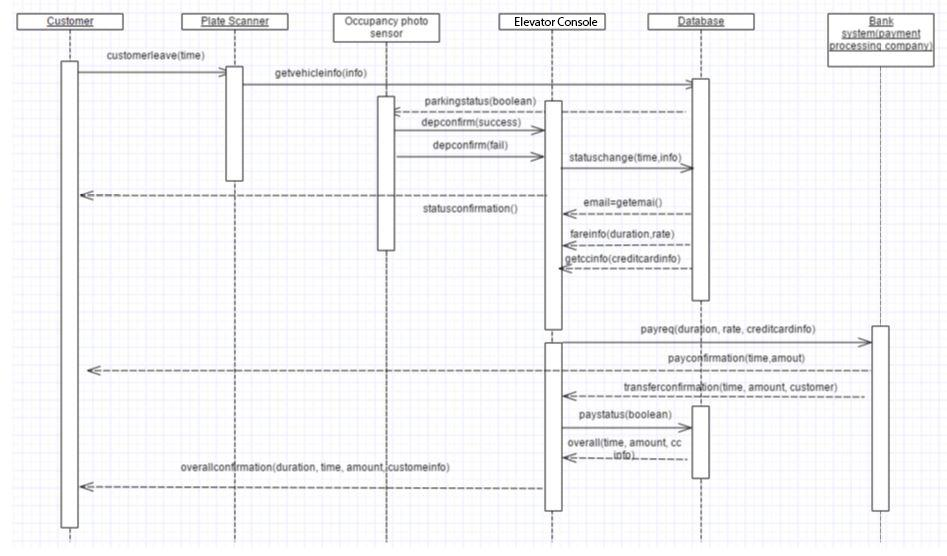 Customer
Plate Scanner
Occupancy photo
sensor
Elevator Console
Database
Bank
system(payment
processing company)
customerleave(time)
getvehicleinfo(info)
parkingstatus(boolean)
depconfirm(success)
depconfirm(fail)
statuschange(time,info)
statusconfirmation()
email=getemai()
fareinfo(duration,rate)
getccinfo(creditcardinfo)
payreq(duration, rate, creditcardinfo)
payconfirmation(time,amout)
transferconfirmation(time, amount, customer)
paystatus(boolean)
overall(time, amount, cc
info)
overallconfirmation(duration, time, amount, customeinfo)